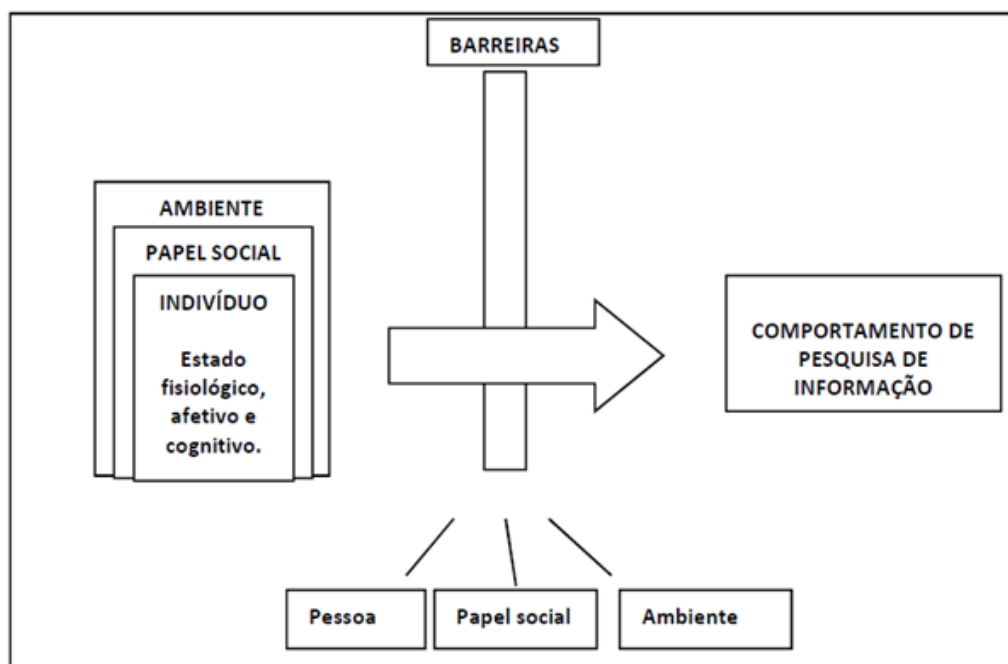 BARREIRAS
AMBIENTE
PAPEL SOCIAL
INDIVÍDUO
Estado
fisiológico,
afetivo e
cognitivo.
COMPORTAMENTO DE
PESQUISA DE
INFORMAÇÃO
Pessoa
Papel social
Ambiente